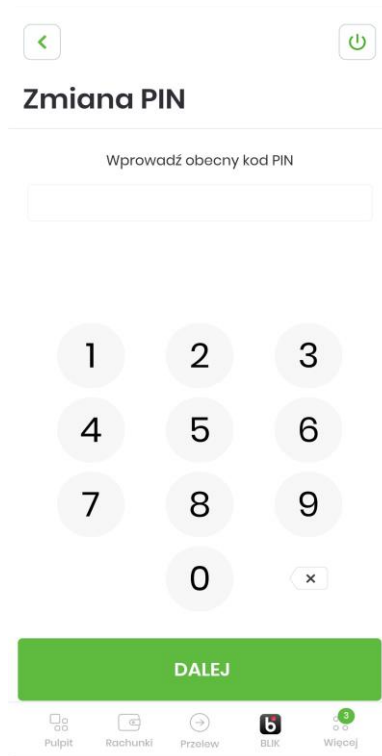 Zmiana PIN
Wprowadź obecny kod PIN
1 2 3
4 5 6
7 8 9
0
DALEJ
3
Pulpit Rachunki Przelew BLIK Więcej